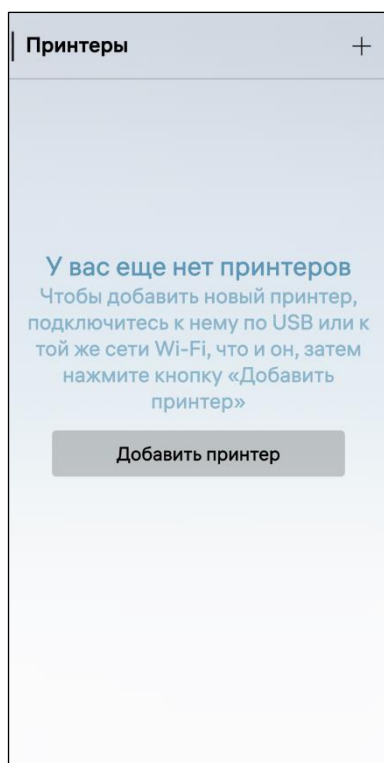 Принтеры
У вас еще нет принтеров
Чтобы добавить новый принтер,
подключитесь к нему по USB или к
той же сети Wi-Fi, что и он, затем
нажмите кнопку «Добавить
принтер»
Добавить принтер